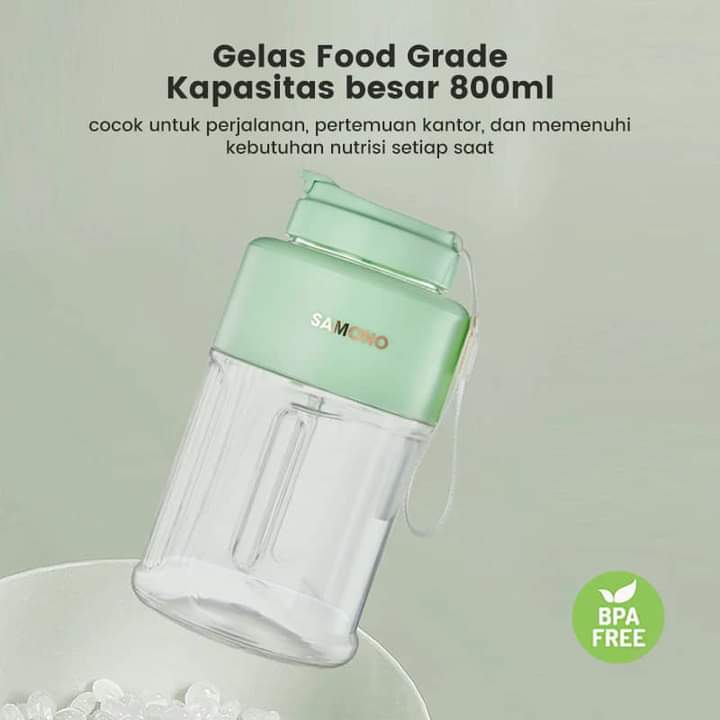 Gelas Food Grade
Kapasitas besar 800ml
cocok untuk perjalanan, pertemuan kantor, dan memenuhi
kebutuhan nutrisi setiap saat
SAMONO
BPA
FREE